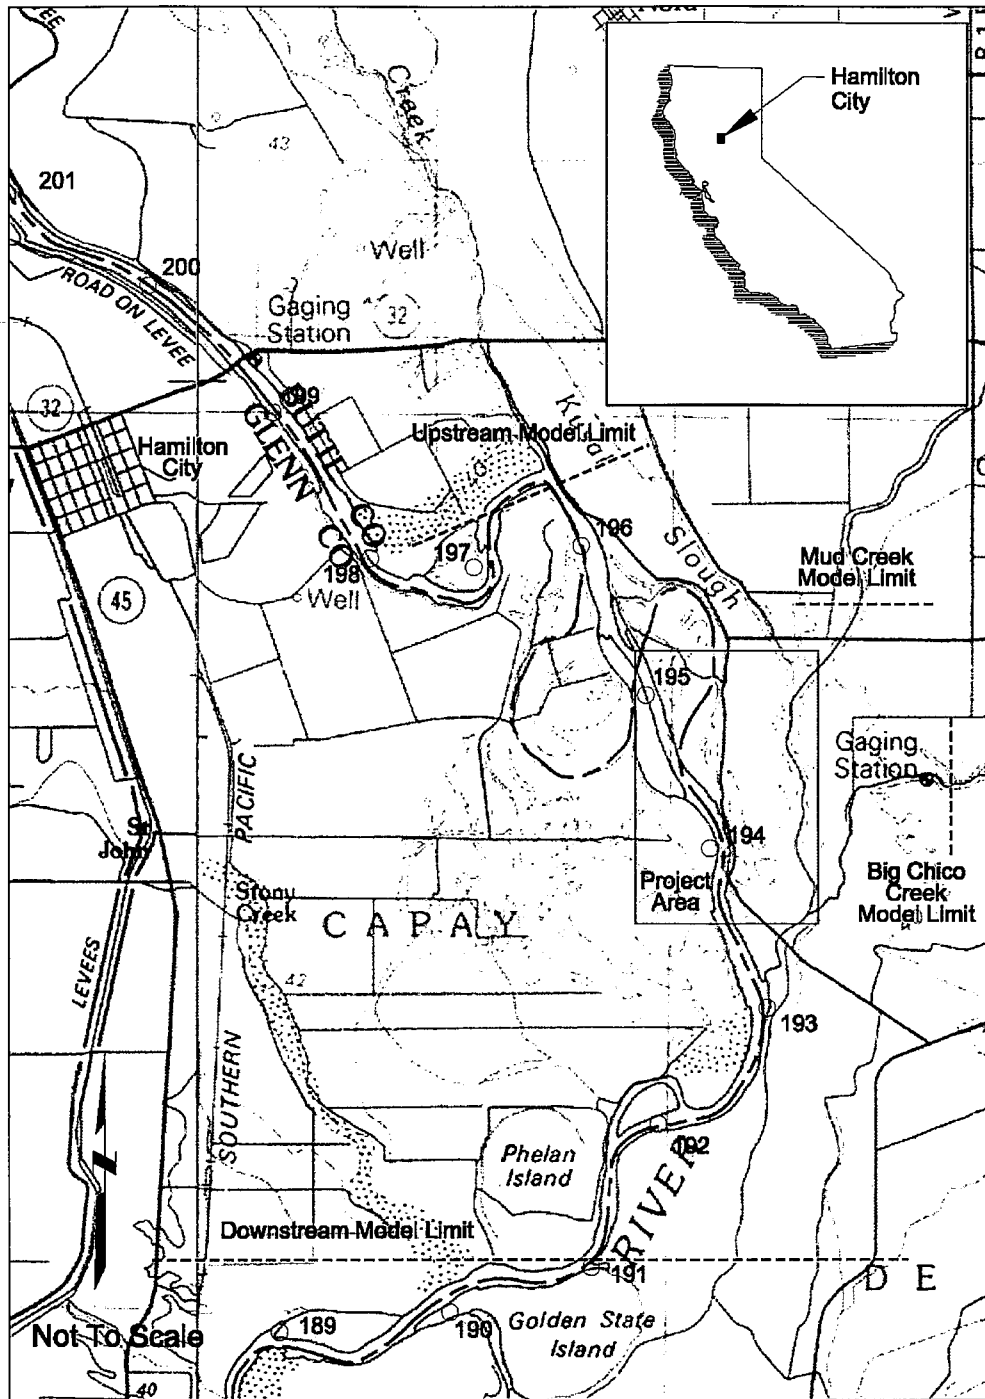 Creek
43
Hamilton
City
201
Well
200
ROAD ON LEVEE
Gaging
Station
32
199
32
BUTTE CO
GLENN CO
Hamilton
City
Upstream Model Limit
Kusal
Slough
196
197
198
Well
Mud Creek
Model Limit
45
195
Gaging
Station
PACIFIC
194
St
John
Project
Area
Big Chico
Creek
Model Limit
Stony
Creek
CAPAY
LEVEES
42
193
SOUTHERN
192
Phelan
Island
RIVER
Downstream Model Limit
191
DE
189
190
Golden State
Island
Not To Scale
40